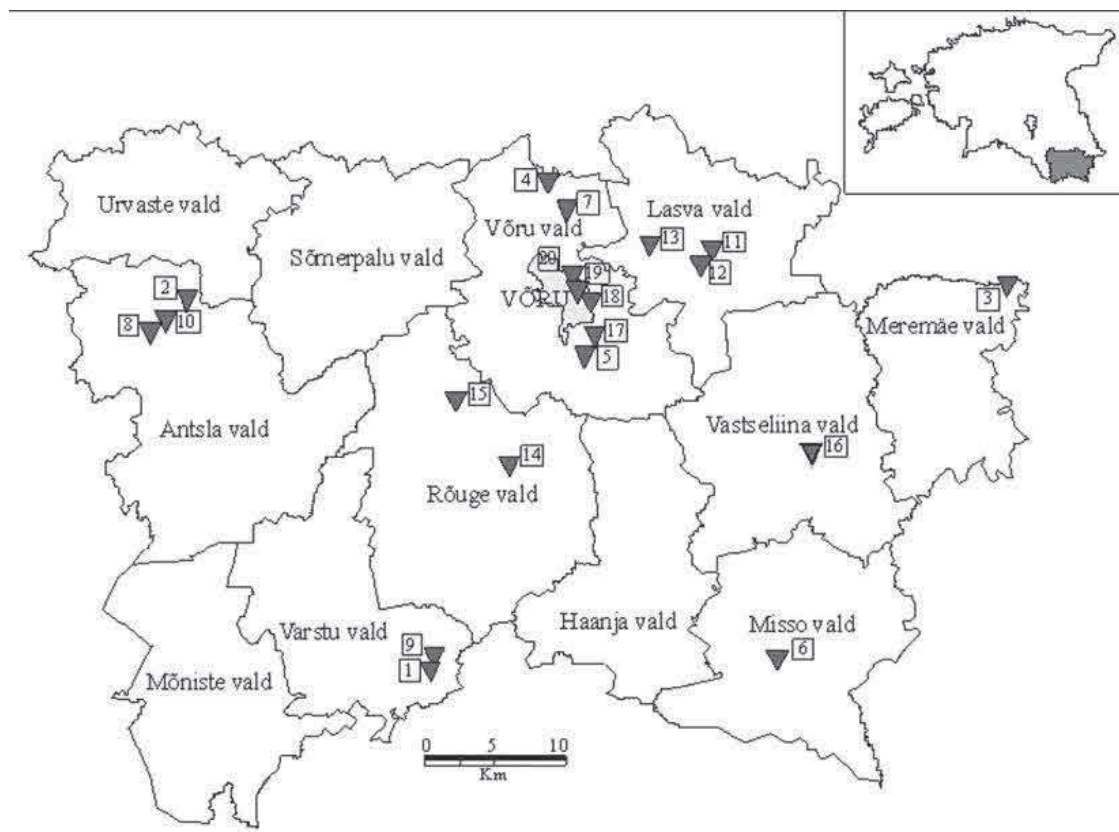 4
Urvaste vald
7
Lasva vald
Võru vald
13
11
Sõmerpalu vald
20
19
12
2
VÕRU
18
3
8
10
17
Meremäe vald
5
15
Antsla vald
Vastseliina vald
14
16
Rõuge vald
Varstu vald
Haanja vald
Misso vald
9
6
1
Mõniste vald
0 5 10
Km